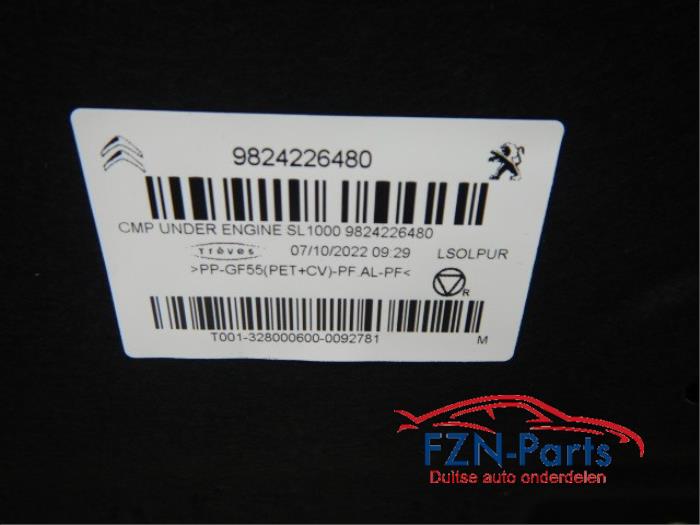 9824226480
CMP UNDER ENGINE SL1000 9824226480
Trèves 07/10/2022 09:29 LSOLPUR
>PP-GF55(PET+CV)-PF.AL-PF<
R
T001-328000600-0092781 M
FZN-Parts
Duitse auto onderdelen